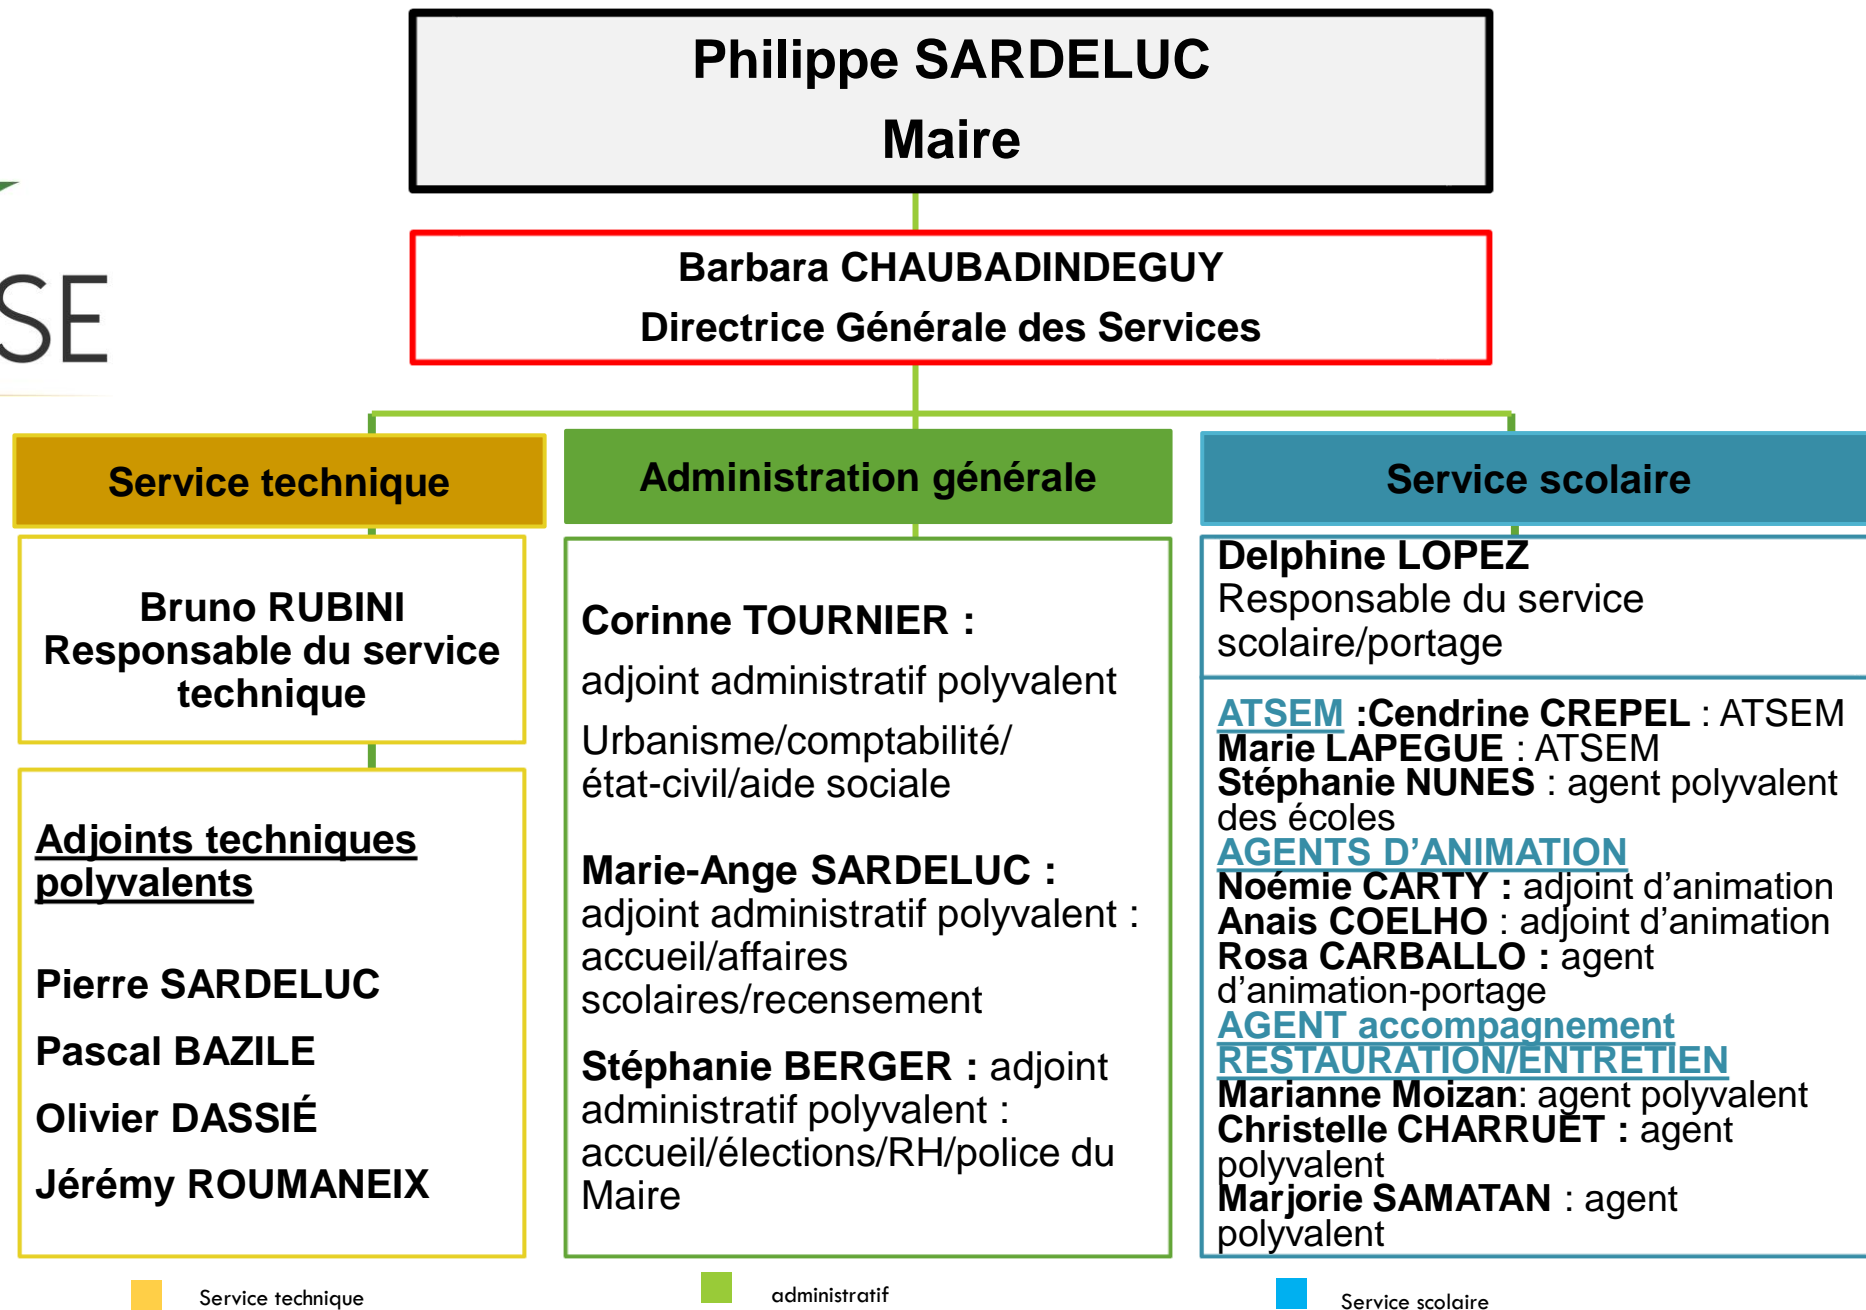 Philippe SARDELUC
Maire
SE
Barbara CHAUBADINDEGUY
Directrice Générale des Services
Service technique
Bruno RUBINI
Responsable du service
technique
Adjoints techniques
polyvalents
Pierre SARDELUC
Pascal BAZILE
Olivier DASSIÉ
Jérémy ROUMANEIX
Administration générale
Corinne TOURNIER :
adjoint administratif polyvalent
Urbanisme/comptabilité/
état-civil/aide sociale
Marie-Ange SARDELUC :
adjoint administratif polyvalent :
accueil/affaires
scolaires/recensement
Stéphanie BERGER : adjoint
administratif polyvalent :
accueil/élections/RH/police du
Maire
Service scolaire
Delphine LOPEZ
Responsable du service
scolaire/portage
ATSEM :Cendrine CREPEL : ATSEM
Marie LAPEGUE : ATSEM
Stéphanie NUNES : agent polyvalent
des écoles
AGENTS D’ANIMATION
Noémie CARTY : adjoint d’animation
Anais COELHO : adjoint d’animation
Rosa CARBALLO : agent
d’animation-portage
AGENT accompagnement
RESTAURATION/ENTRETIEN
Marianne Moizan: agent polyvalent
Christelle CHARRUET : agent
polyvalent
Marjorie SAMATAN : agent
polyvalent
Service technique
administratif
Service scolaire